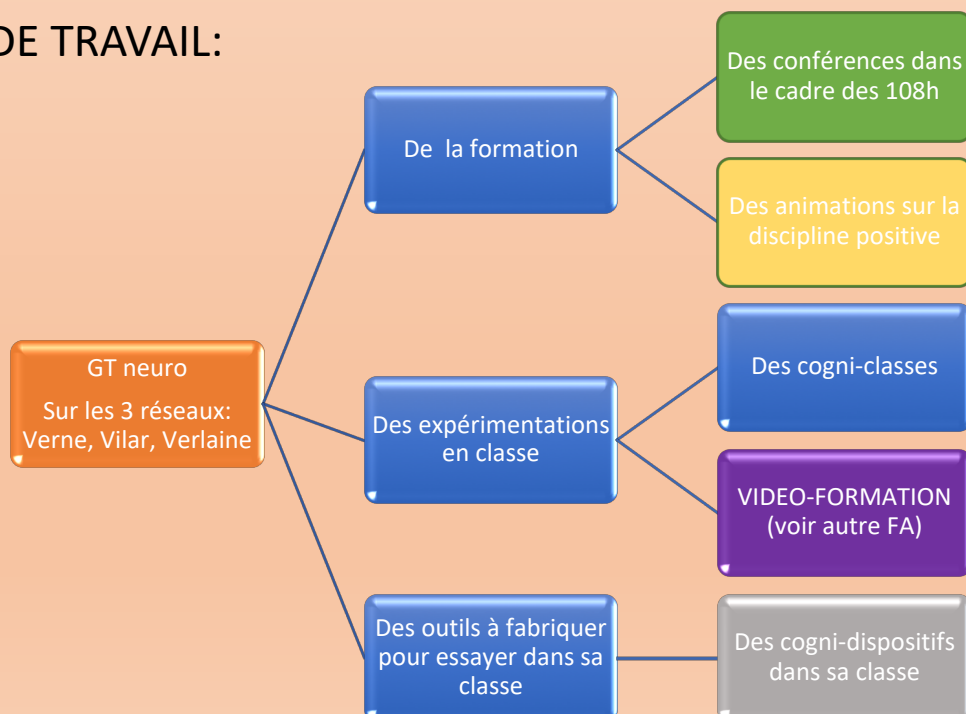 DE TRAVAIL:
Des conférences dans
le cadre des 108h
De la formation
Des animations sur la
discipline positive
GT neuro
Sur les 3 réseaux:
Verne, Vilar, Verlaine
Des cogni-classes
Des expérimentations
en classe
VIDEO-FORMATION
(voir autre FA)
Des outils à fabriquer
pour essayer dans sa
classe
Des cogni-dispositifs
dans sa classe